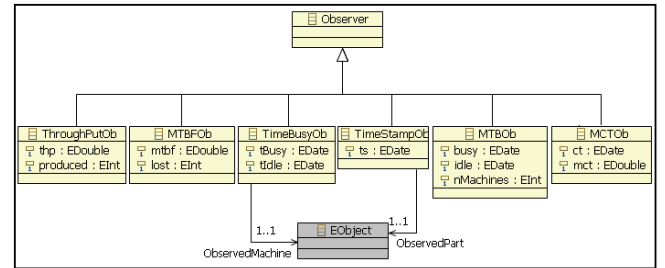 Observer
ThroughPutOb
thp : EDouble
produced : EInt
MTBFOb
mtbf : EDouble
lost : EInt
TimeBusyOb
tBusy : EDate
tIdle : EDate
TimeStampOb
ts : EDate
MTBOb
busy : EDate
idle : EDate
nMachines : EInt
MCTOb
ct : EDate
mct : EDouble
1..1
ObservedMachine
EObject
1..1
ObservedPart